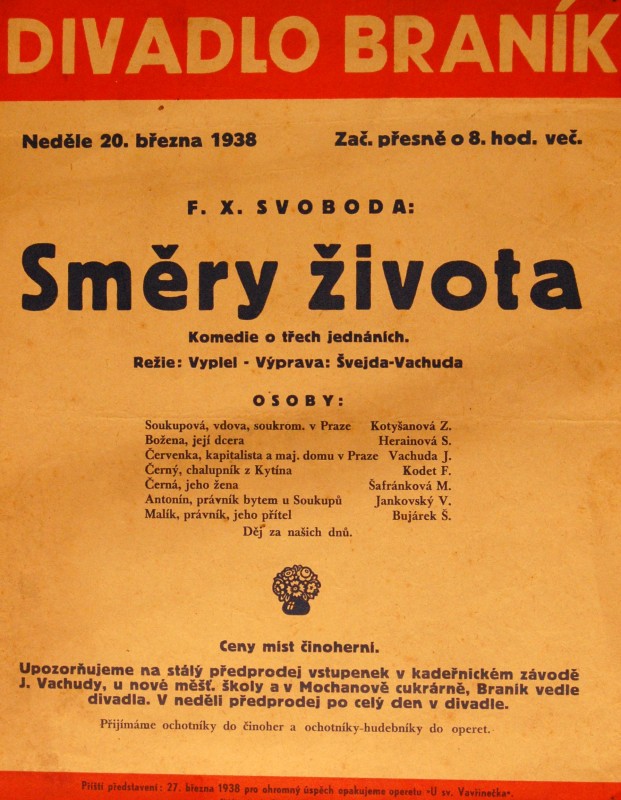 DIVADLO BRANÍK
Neděle 20. března 1938 Zač. přesně o 8. hod. več.
F. X. SVOBODA:
Směry života
Komedie o třech jednáních.
Režie: Vyplel - Výprava: Švejda-Vachuda
OSOBY:
Soukupová, vdova, soukrom. v Praze Kotyšanová Z.
Božena, její dcera Herainová S.
Červenka, kapitalista a maj. domu v Praze Vachuda J.
Černý, chalupník z Kytína Kodet F.
Černá, jeho žena Šafránková M.
Antonín, právník bytem u Soukupů Jankovský V.
Malík, právník, jeho přítel Bujárek Š.
Děj za našich dnů.
Ceny míst činoherní.
Upozorňujeme na stálý předprodej vstupenek v kadeřnickém závodě
J. Vachudy, u nové měšť. školy a v Mochanově cukrárně, Braník vedle
divadla. V neděli předprodej po celý den v divadle.
Přijímáme ochotníky do činoher a ochotníky-hudebníky do operet.
Příští představení: 27. března 1938 pro ohromný úspěch opakujeme operetu "U sv. Vavřinečka".